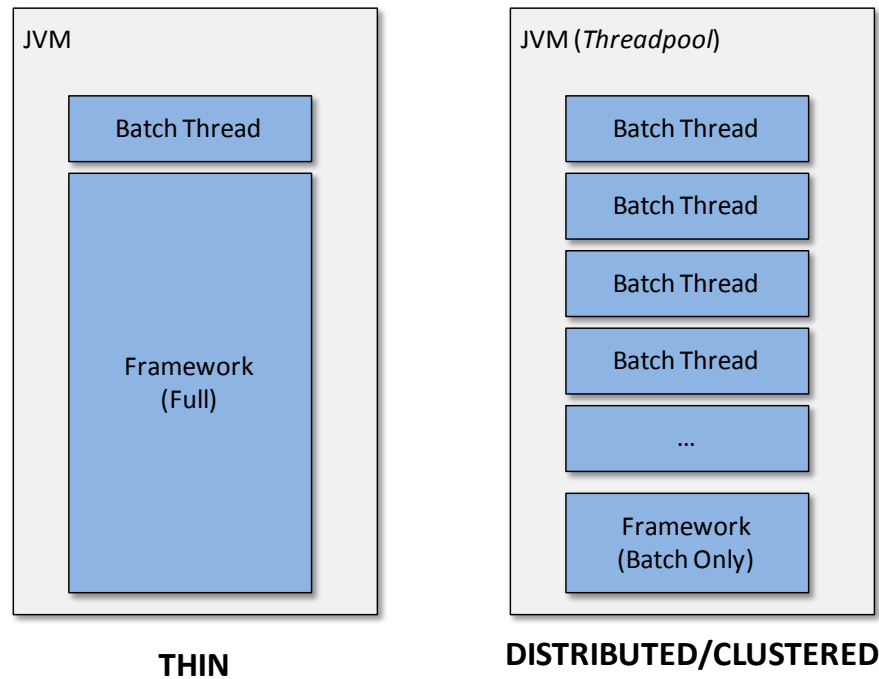 JVM
Batch Thread
Framework
(Full)
THIN
JVM (Threadpool)
Batch Thread
Batch Thread
Batch Thread
Batch Thread
...
Framework
(Batch Only)
DISTRIBUTED/CLUSTERED